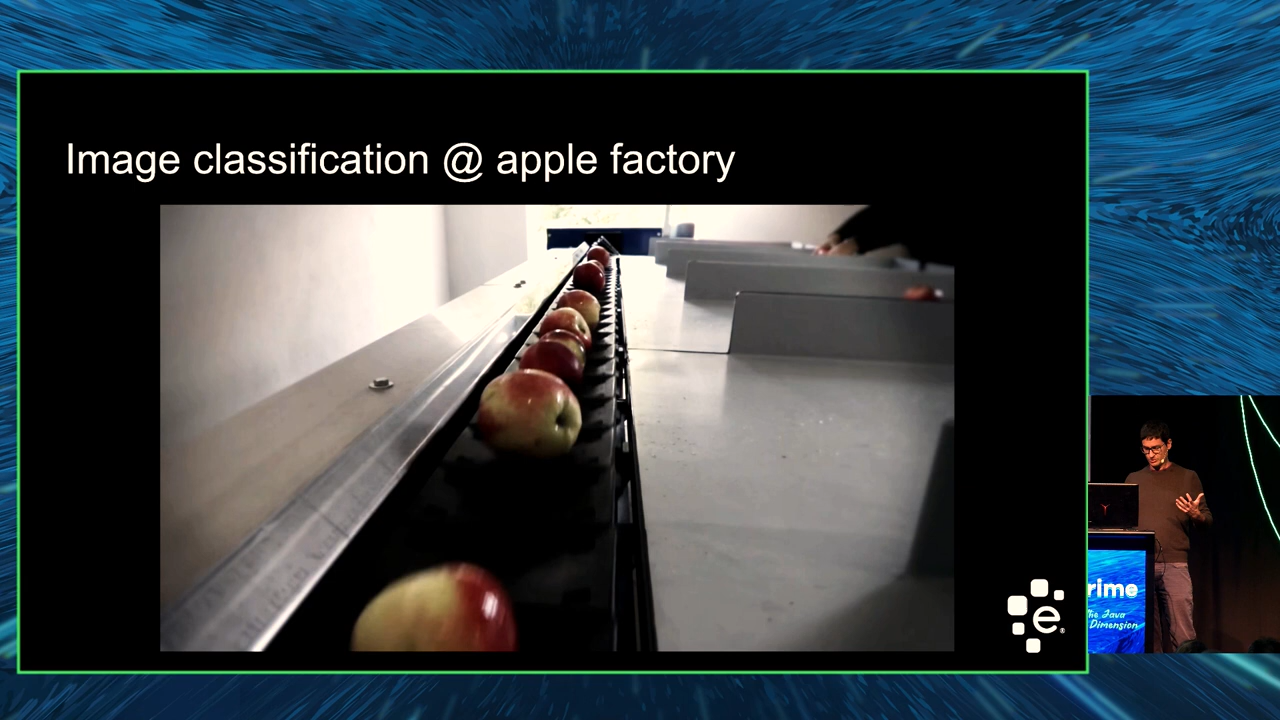 Image classification @ apple factory
e
rime
The Java
Dimension